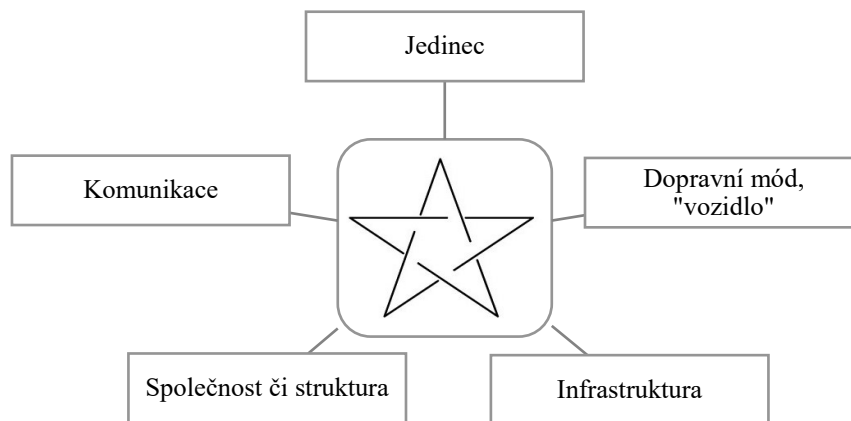 Jedinec
Komunikace
Dopravní mód,
"vozidlo"
Společnost či struktura
Infrastruktura